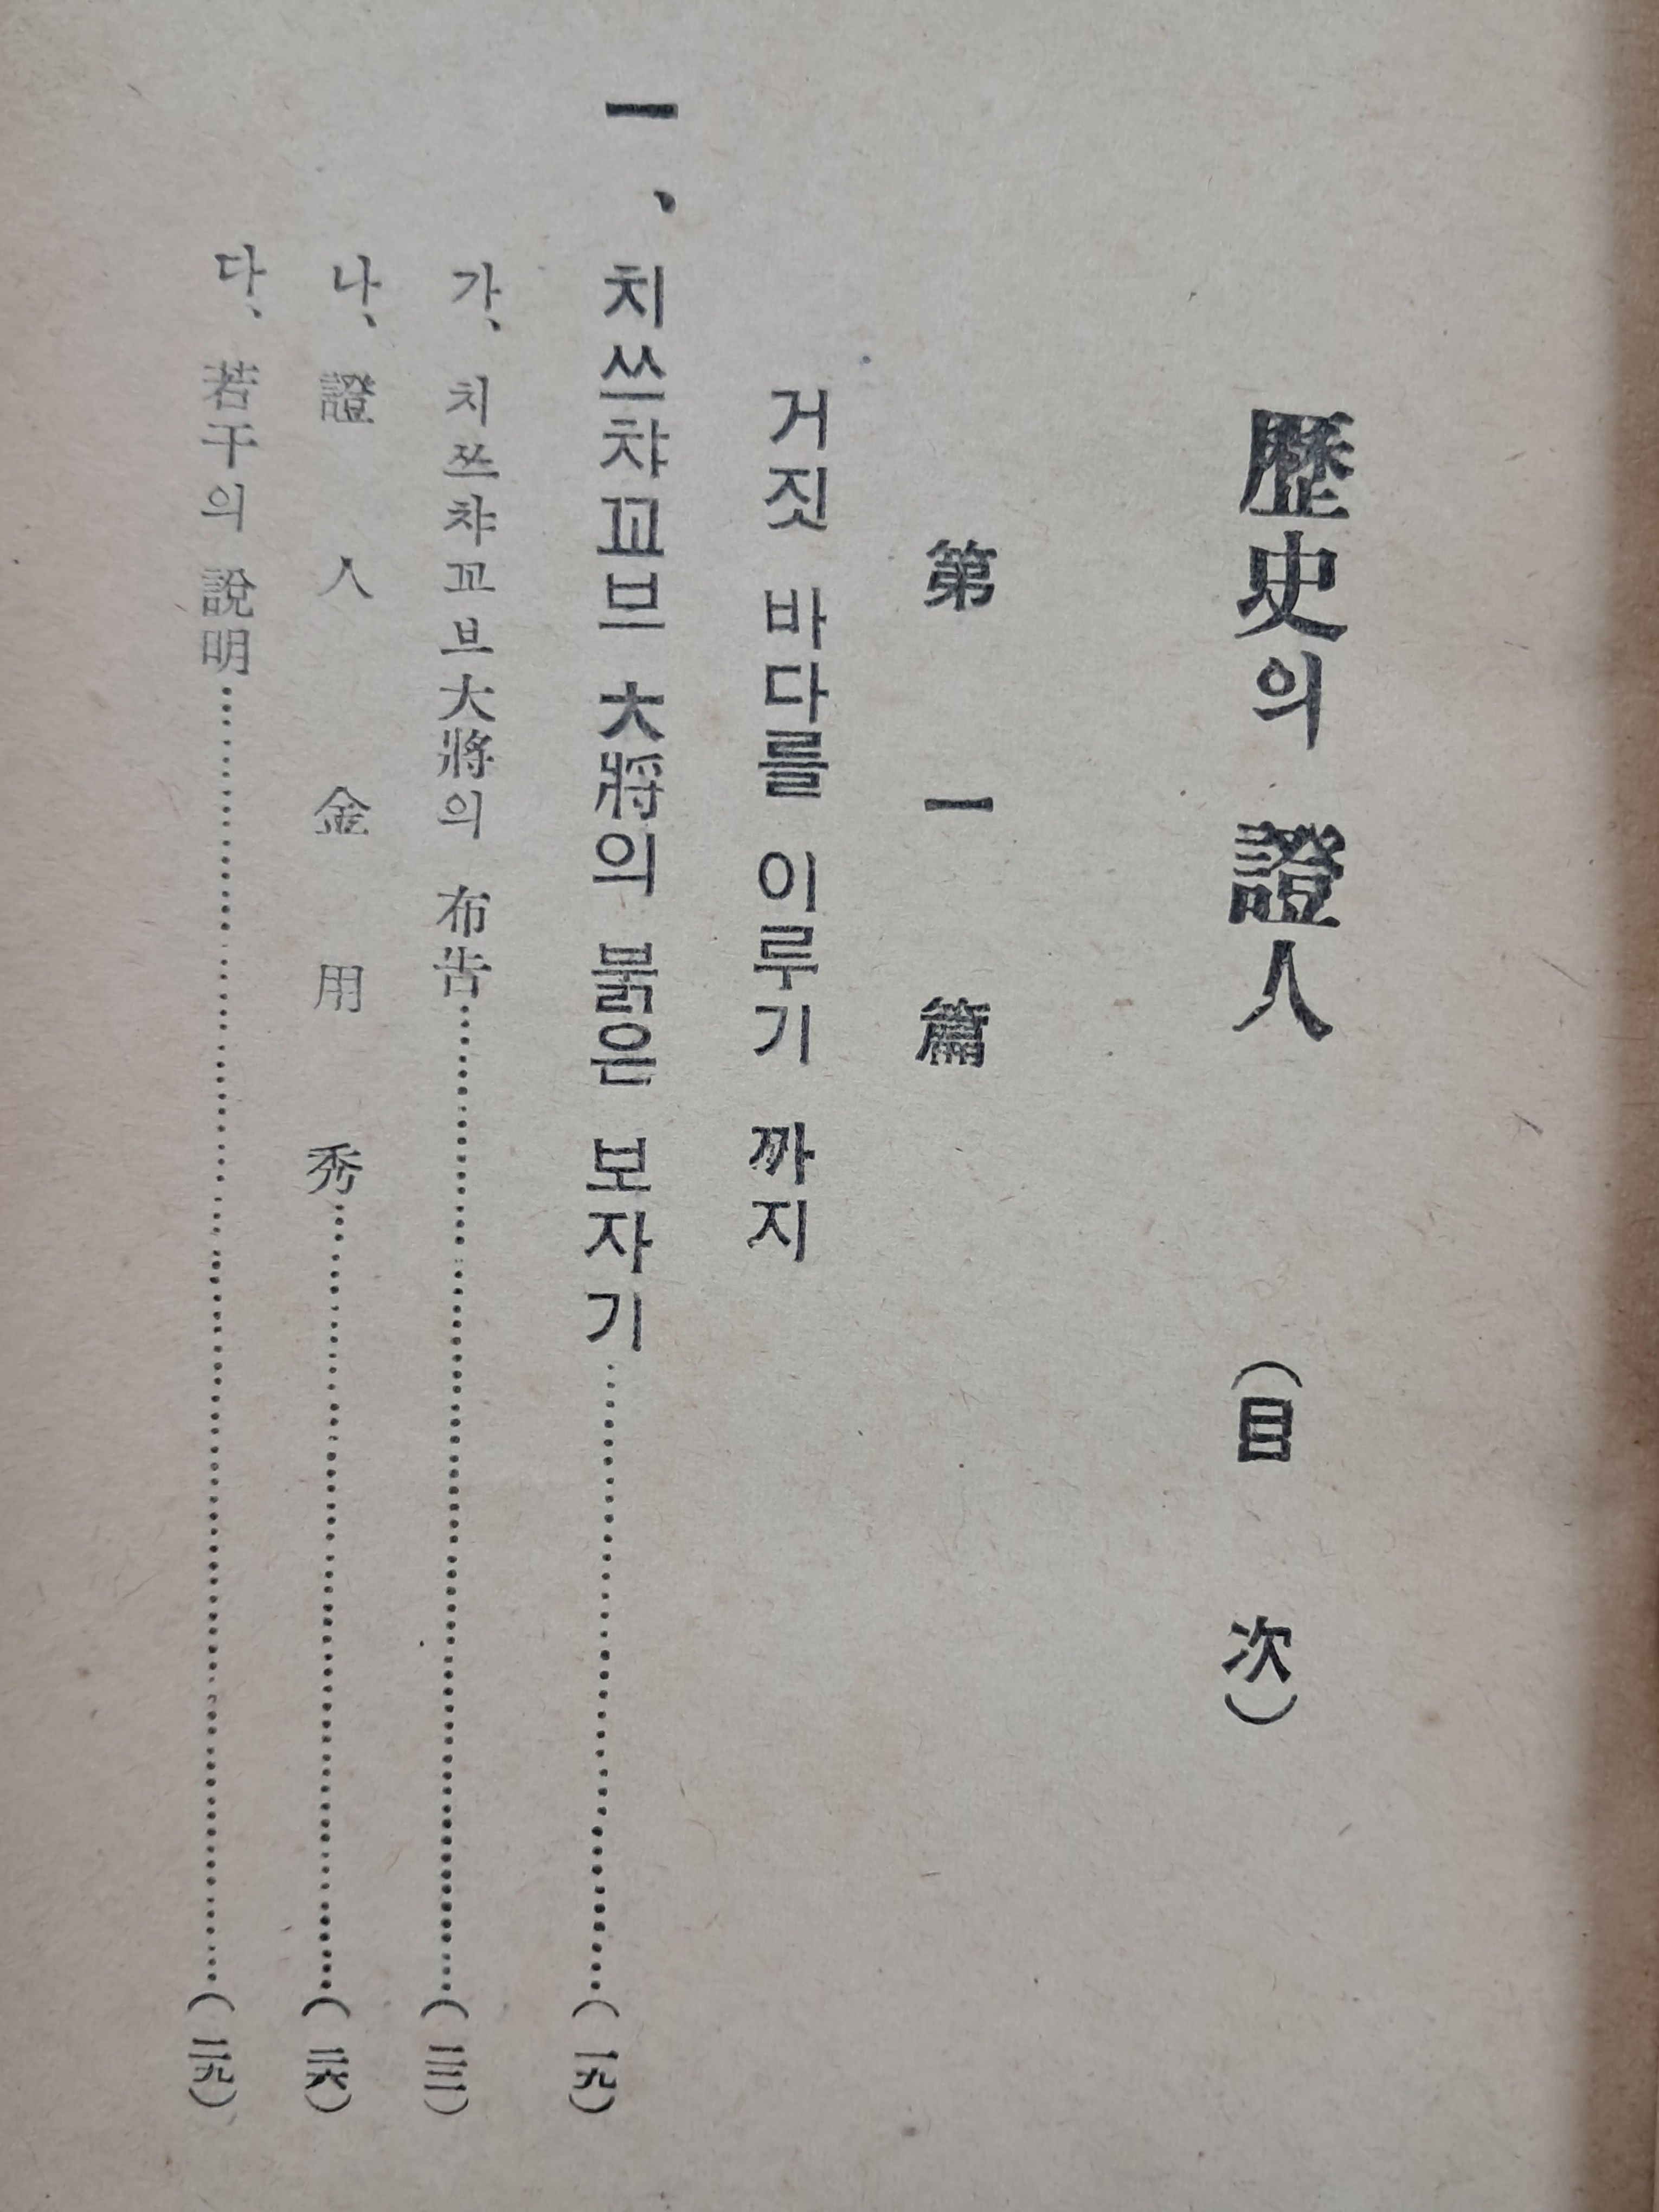 歷史의 證人 (目 次)
第 一 篇
거짓 바다를 이루기 까지
一、치쓰챠꾜브 大將의 붉은 보자기……(一九)
가、치쯔챠꾜브大將의 布告……(二三)
나、證 人 金 用 秀……(二六)
다、若干의 說明……(二九)